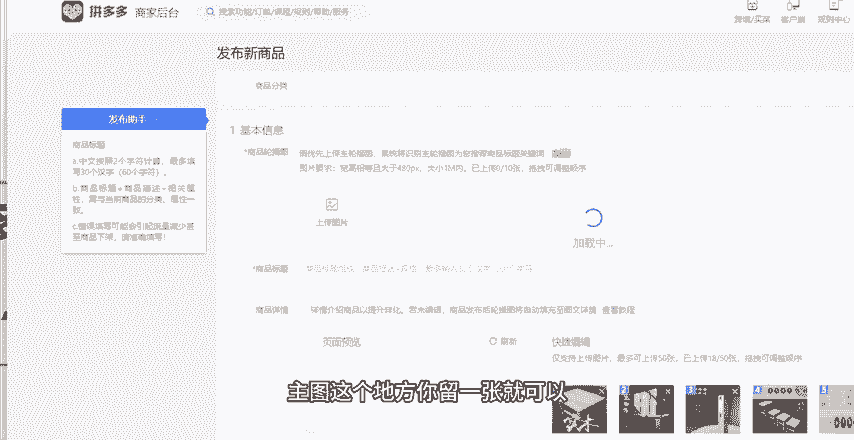 拼多多 商家后台
搜索功能/订单/课程/规则/帮助/服务
跨境/买菜 客户端 规则中心
发布新商品
商品分类
发布助手
商品标题
a.中文按照2个字符计算，最多填
写30个汉字（60个字符）。
b.商品标题=商品描述+相关属
性，需与当前商品的分类、属性一
致。
c.错误填写可能会引起流量减少甚
至商品下架，请准确填写！
1 基本信息
*商品轮播图
请优先上传主轮播图，系统将识别主轮播图为您推荐商品标题关键词
图片要求：宽高相等且大于480px，大小1M内，已上传0/10张，拖拽可调整顺序
上传图片
加载中...
*商品标题
商品详情
详情介绍商品以提升转化。若未编辑，商品发布后轮播图将自动填充至图文详情 查看教程
页面预览
刷新
快捷编辑
仅支持上传图片，最多可上传50张，已上传18/50张，拖拽可调整顺序
2 3 4 5
主图这个地方你留一张就可以